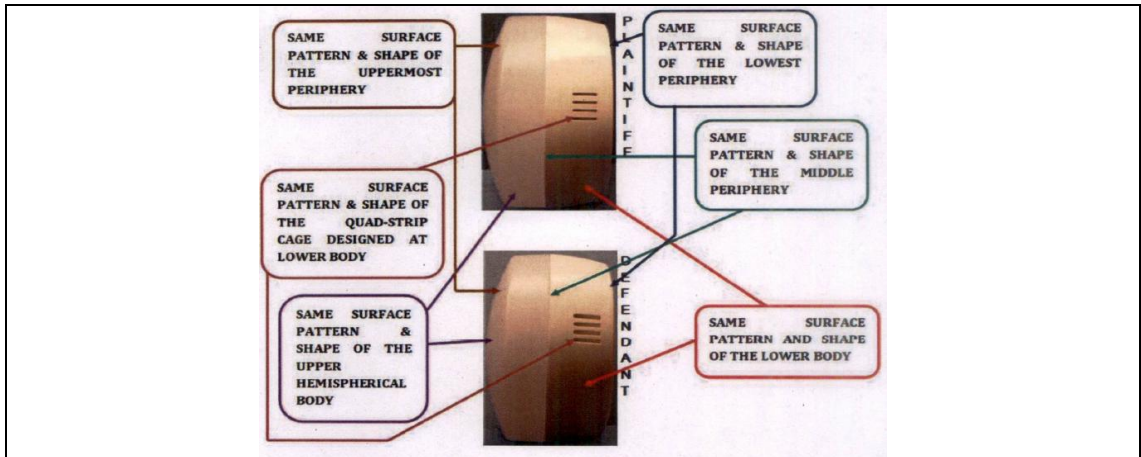 SAME SURFACE
PATTERN & SHAPE OF
THE UPPERMOST
PERIPHERY
PLAINTIFF
SAME SURFACE
PATTERN & SHAPE
OF THE LOWEST
PERIPHERY
SAME SURFACE
PATTERN & SHAPE
OF THE MIDDLE
PERIPHERY
SAME SURFACE
PATTERN & SHAPE OF
THE QUAD-STRIP
CAGE DESIGNED AT
LOWER BODY
DEFENDANT
SAME SURFACE
PATTERN &
SHAPE OF THE
UPPER
HEMISPHERICAL
BODY
SAME SURFACE
PATTERN AND SHAPE
OF THE LOWER BODY